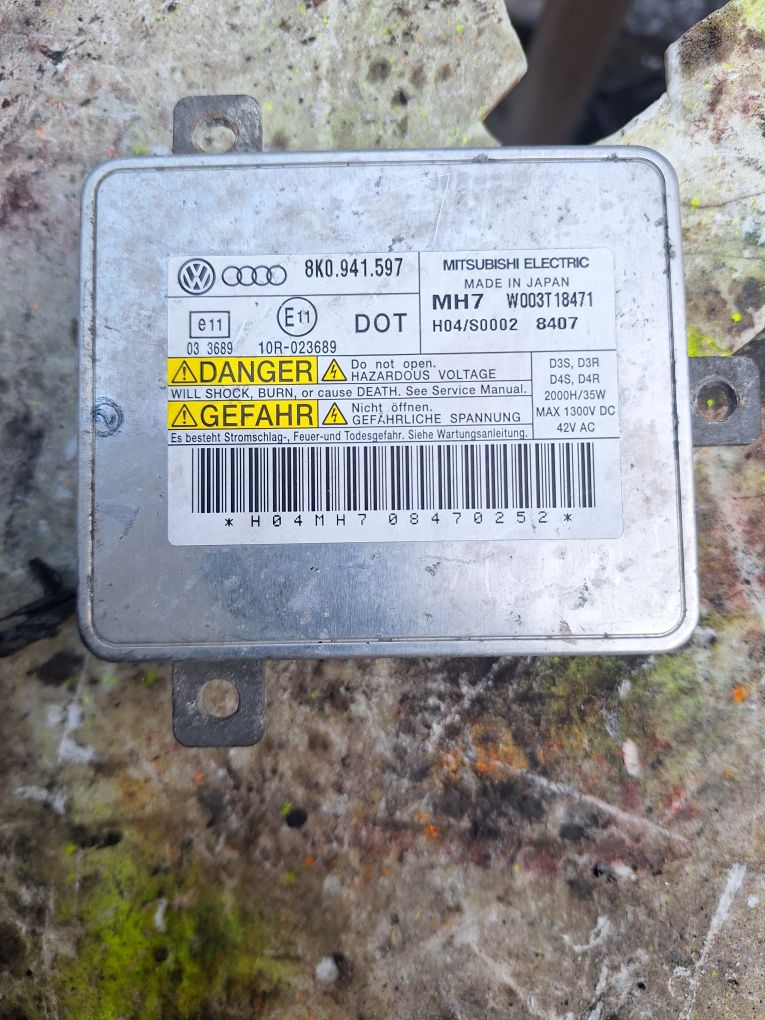 8K0.941.597
MITSUBISHI ELECTRIC
MADE IN JAPAN
MH7 W003T18471
H04/S0002 8407
e11
E11
DOT
03 3689 10R-023689
DANGER
Do not open.
HAZARDOUS VOLTAGE
WILL SHOCK, BURN, or cause DEATH. See Service Manual.
GEFAHR
Nicht öffnen.
GEFÄHRLICHE SPANNUNG
Es besteht Stromschlag-, Feuer-und Todesgefahr. Siehe Wartungsanleitung.
D3S, D3R
D4S, D4R
2000H/35W
MAX 1300V DC
42V AC
*H04MH708470252*